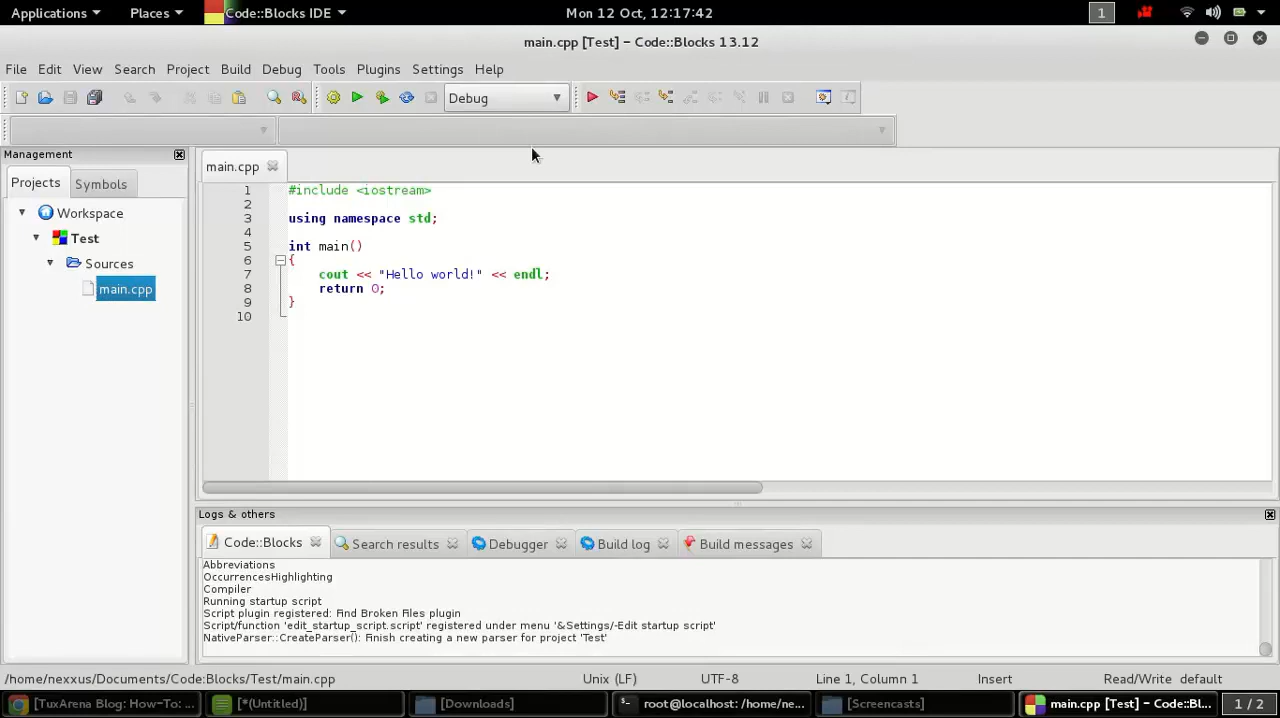 Applications Places Code::Blocks IDE Mon 12 Oct, 12:17:42 1
main.cpp [Test] - Code::Blocks 13.12
File Edit View Search Project Build Debug Tools Plugins Settings Help
Debug
Management
main.cpp
Projects Symbols
Workspace
Test
Sources
main.cpp
1 #include <iostream>
2
3 using namespace std;
4
5 int main()
6 {
7 cout << "Hello world!" << endl;
8 return 0;
9 }
10
Logs & others
Code::Blocks Search results Debugger Build log Build messages
Abbreviations
OccurrencesHighlighting
Compiler
Running startup script
Script plugin registered: Find Broken Files plugin
Script/function 'edit_startup_script.script' registered under menu '&Settings/-Edit startup script'
NativeParser::CreateParser(): Finish creating a new parser for project 'Test'
/home/nexxus/Documents/Code:Blocks/Test/main.cpp Unix (LF) UTF-8 Line 1, Column 1 Insert Read/Write default
[TuxArena Blog: How-To: ... [*(Untitled)] [Downloads] root@localhost: /home/ne... [Screencasts] main.cpp [Test] - Code::Bl... 1 / 2